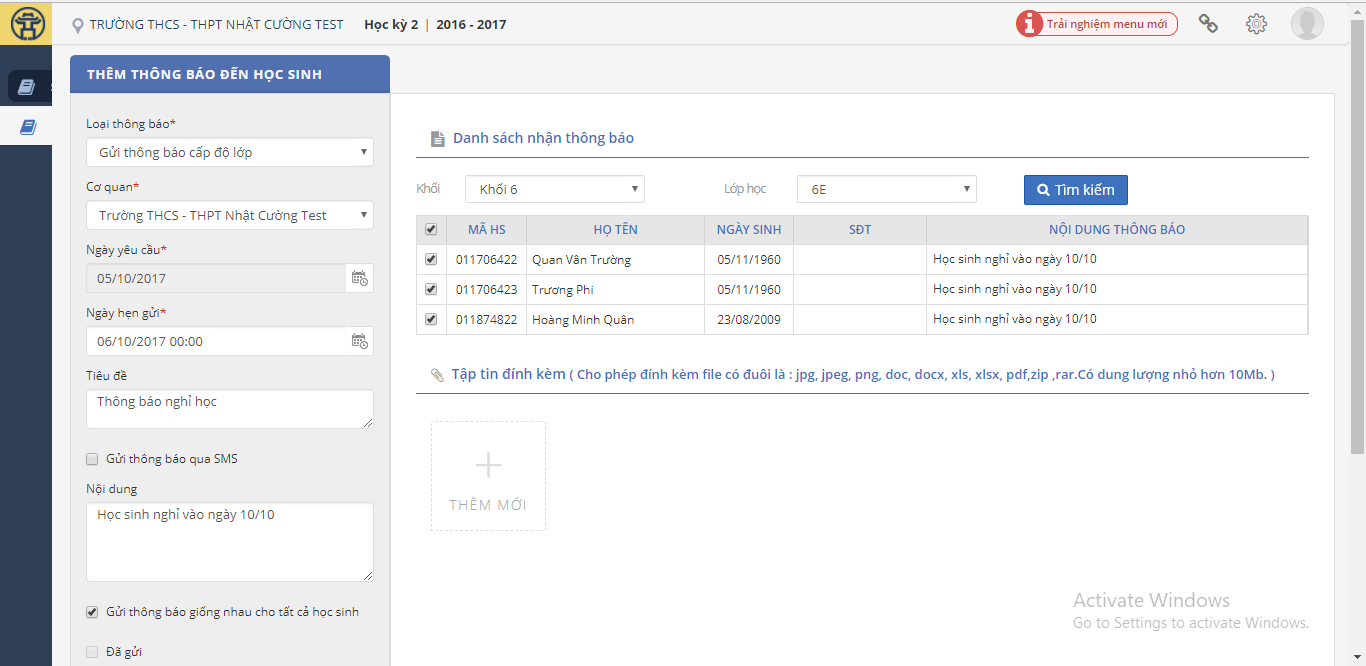 TRƯỜNG THCS - THPT NHẬT CƯỜNG TEST Học kỳ 2 | 2016 - 2017 Trải nghiệm menu mới
THÊM THÔNG BÁO ĐẾN HỌC SINH
Loại thông báo*
Gửi thông báo cấp độ lớp
Cơ quan*
Trường THCS - THPT Nhật Cường Test
Ngày yêu cầu*
05/10/2017
Ngày hẹn gửi*
06/10/2017 00:00
Tiêu đề
Thông báo nghỉ học
Gửi thông báo qua SMS
Nội dung
Học sinh nghỉ vào ngày 10/10
Gửi thông báo giống nhau cho tất cả học sinh
Đã gửi
Danh sách nhận thông báo
Khối Khối 6 Lớp học 6E Tìm kiếm
MÃ HS HỌ TÊN NGÀY SINH SĐT NỘI DUNG THÔNG BÁO
011706422 Quan Vân Trường 05/11/1960 Học sinh nghỉ vào ngày 10/10
011706423 Trương Phi 05/11/1960 Học sinh nghỉ vào ngày 10/10
011874822 Hoàng Minh Quân 23/08/2009 Học sinh nghỉ vào ngày 10/10
Tập tin đính kèm ( Cho phép đính kèm file có đuôi là : jpg, jpeg, png, doc, docx, xls, xlsx, pdf,zip ,rar.Có dung lượng nhỏ hơn 10Mb. )
THÊM MỚI
Activate Windows
Go to Settings to activate Windows.